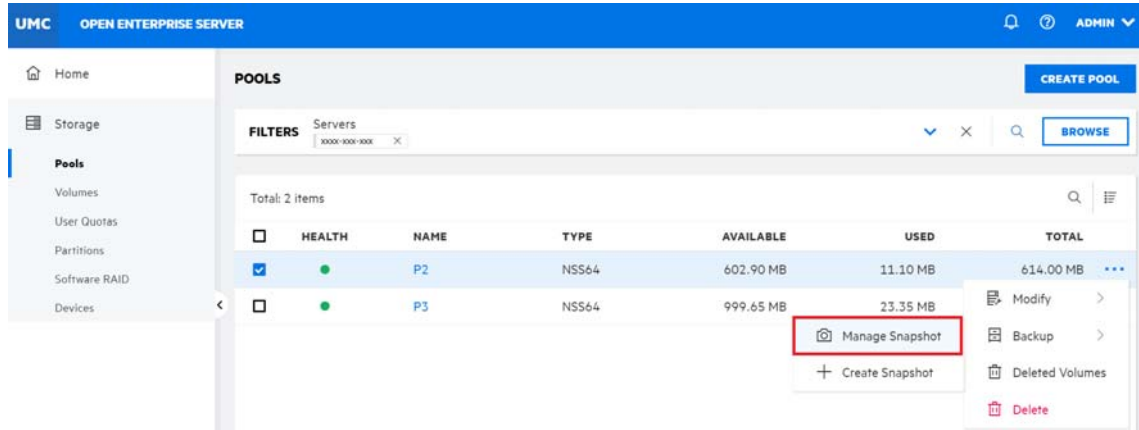 UMC OPEN ENTERPRISE SERVER ADMIN
Home
Storage
Pools
Volumes
User Quotas
Partitions
Software RAID
Devices
POOLS CREATE POOL
FILTERS Servers BROWSE
xxxx-xxx-xxx
Total: 2 items
HEALTH NAME TYPE AVAILABLE USED TOTAL
P2 NSS64 602.90 MB 11.10 MB 614.00 MB
P3 NSS64 999.65 MB 23.35 MB
Modify
Manage Snapshot Backup
Create Snapshot Deleted Volumes
Delete